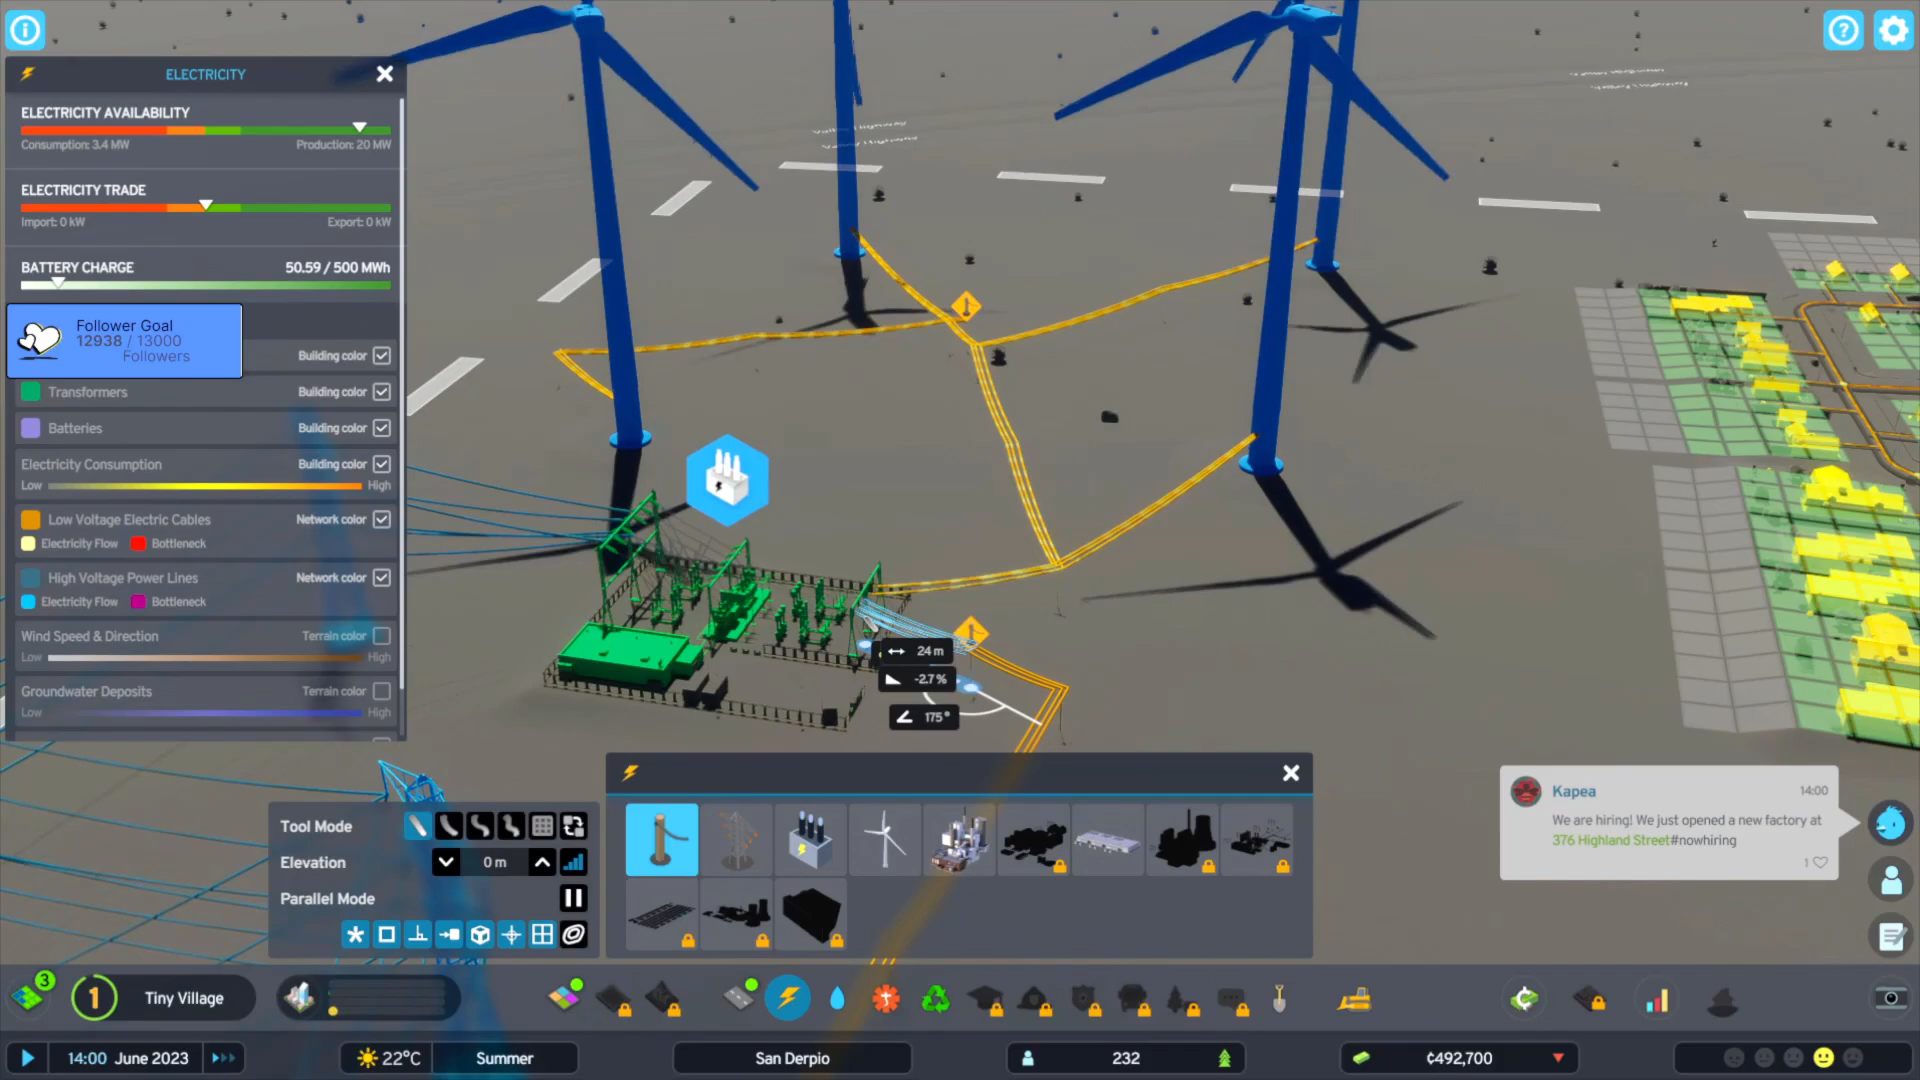 ELECTRICITY
ELECTRICITY AVAILABILITY
Consumption: 3.4 MW Production: 20 MW
ELECTRICITY TRADE
Import: 0 kW Export: 0 kW
BATTERY CHARGE 50.59 / 500 MWh
Follower Goal
12938 / 13000
Followers
Building color
Transformers Building color
Batteries Building color
Electricity Consumption Building color
Low High
Low Voltage Electric Cables Network color
Electricity Flow Bottleneck
High Voltage Power Lines Network color
Electricity Flow Bottleneck
Wind Speed & Direction Terrain color
Low High
Groundwater Deposits Terrain color
Low High
24 m
-2.7 %
175°
Tool Mode
Elevation 0 m
Parallel Mode
Kapea 14:00
We are hiring! We just opened a new factory at
376 Highland Street#nowhiring
1
3
1 Tiny Village
14:00 June 2023
22°C Summer
San Derpio
232
¢492,700